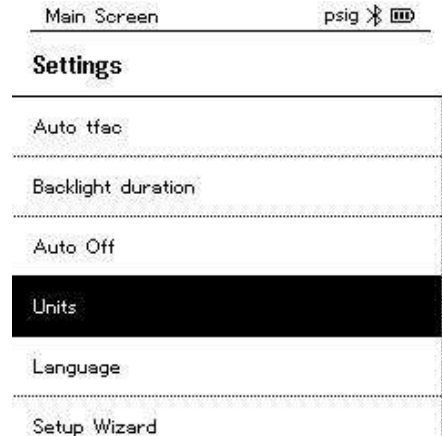 Main Screen psig
Settings
Auto tfac
Backlight duration
Auto Off
Units
Language
Setup Wizard